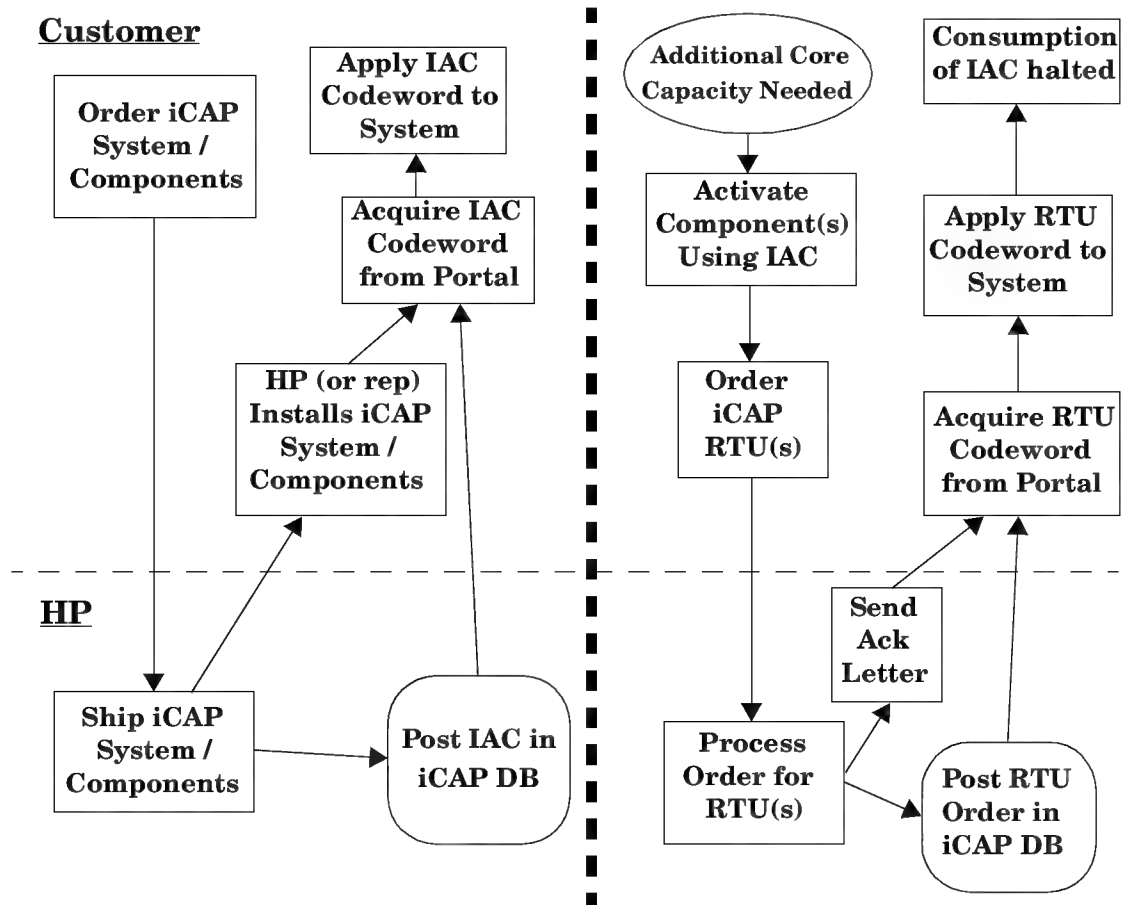 Customer
Order iCAP
System /
Components
Apply IAC
Codeword to
System
Acquire IAC
Codeword
from Portal
HP (or rep)
Installs iCAP
System /
Components
HP
Ship iCAP
System /
Components
Post IAC in
iCAP DB
Additional Core
Capacity Needed
Activate
Component(s)
Using IAC
Order
iCAP
RTU(s)
Consumption
of IAC halted
Apply RTU
Codeword to
System
Acquire RTU
Codeword
from Portal
Send
Ack
Letter
Process
Order for
RTU(s)
Post RTU
Order in
iCAP DB